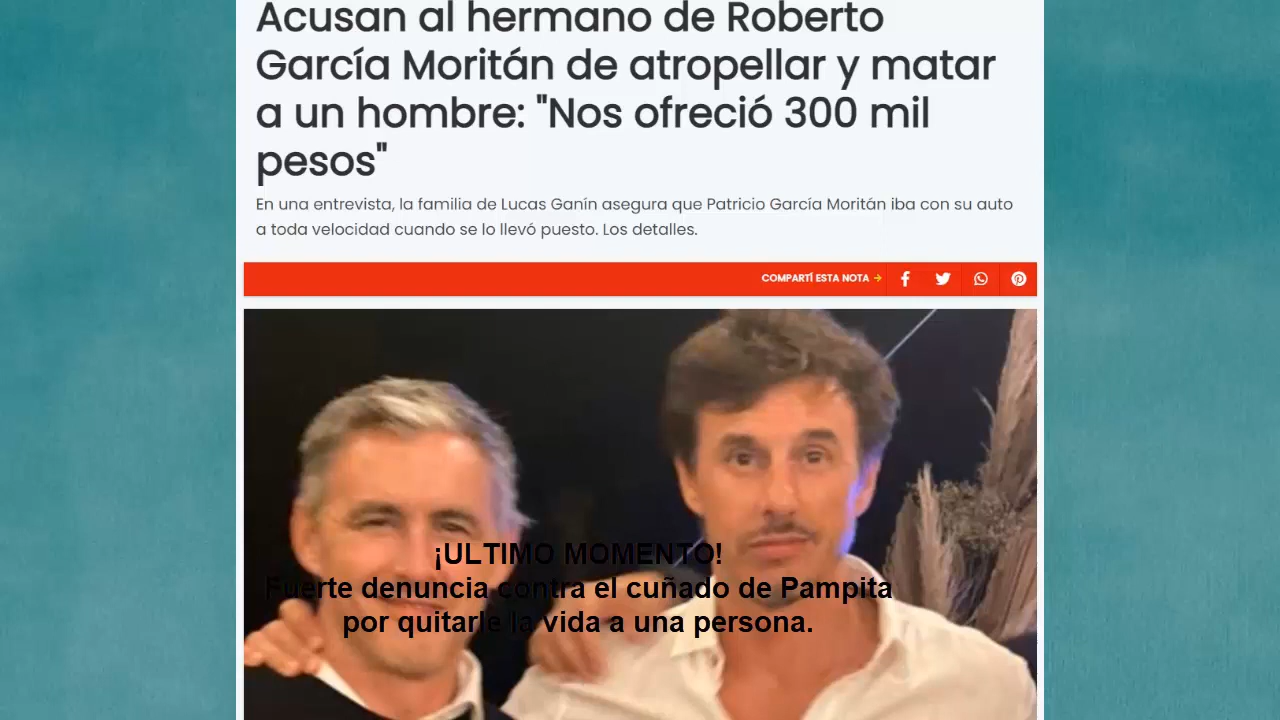 Acusan al hermano de Roberto
García Moritán de atropellar y matar
a un hombre: "Nos ofreció 300 mil
pesos"
En una entrevista, la familia de Lucas Ganín asegura que Patricio García Moritán iba con su auto
a toda velocidad cuando se lo llevó puesto. Los detalles.
COMPARTÍ ESTA NOTA →
¡ULTIMO MOMENTO!
Fuerte denuncia contra el cuñado de Pampita
por quitarle la vida a una persona.